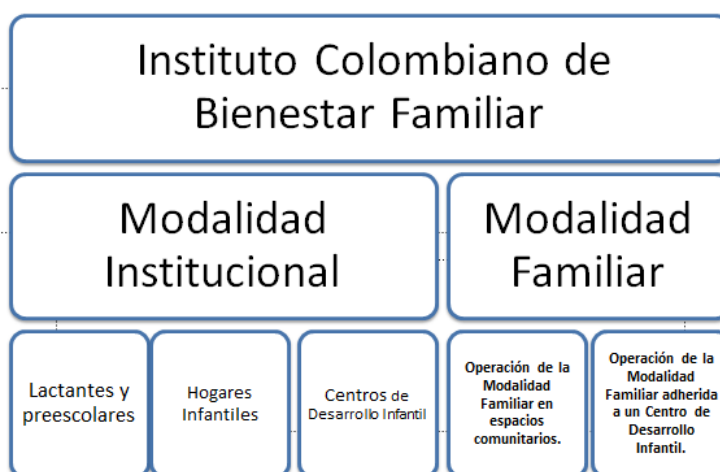 Instituto Colombiano de
Bienestar Familiar
Modalidad
Institucional
Modalidad
Familiar
Lactantes y
preescolares
Hogares
Infantiles
Centros de
Desarrollo Infantil
Operación de la
Modalidad
Familiar en
espacios
comunitarios.
Operación de la
Modalidad
Familiar adherida
a un Centro de
Desarrollo
Infantil.